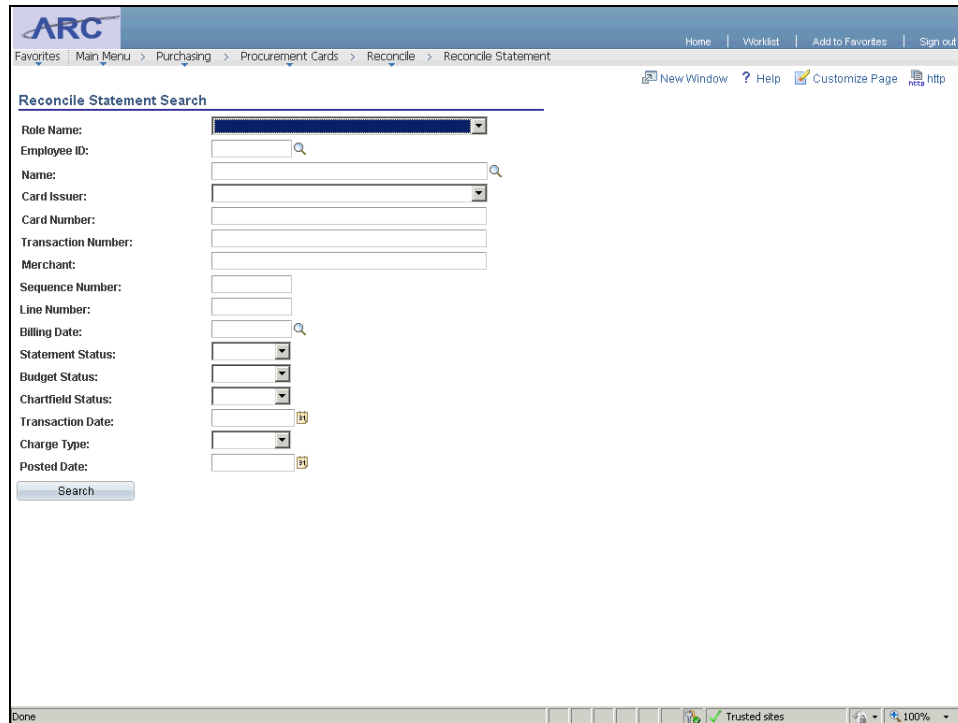 ARC
Home | Worklist | Add to Favorites | Sign out
Favorites Main Menu > Purchasing > Procurement Cards > Reconcile > Reconcile Statement
New Window ? Help Customize Page http
Reconcile Statement Search
Role Name:
Employee ID:
Name:
Card Issuer:
Card Number:
Transaction Number:
Merchant:
Sequence Number:
Line Number:
Billing Date:
Statement Status:
Budget Status:
Chartfield Status:
Transaction Date:
31
Charge Type:
Posted Date:
31
Search
Done Trusted sites 100%